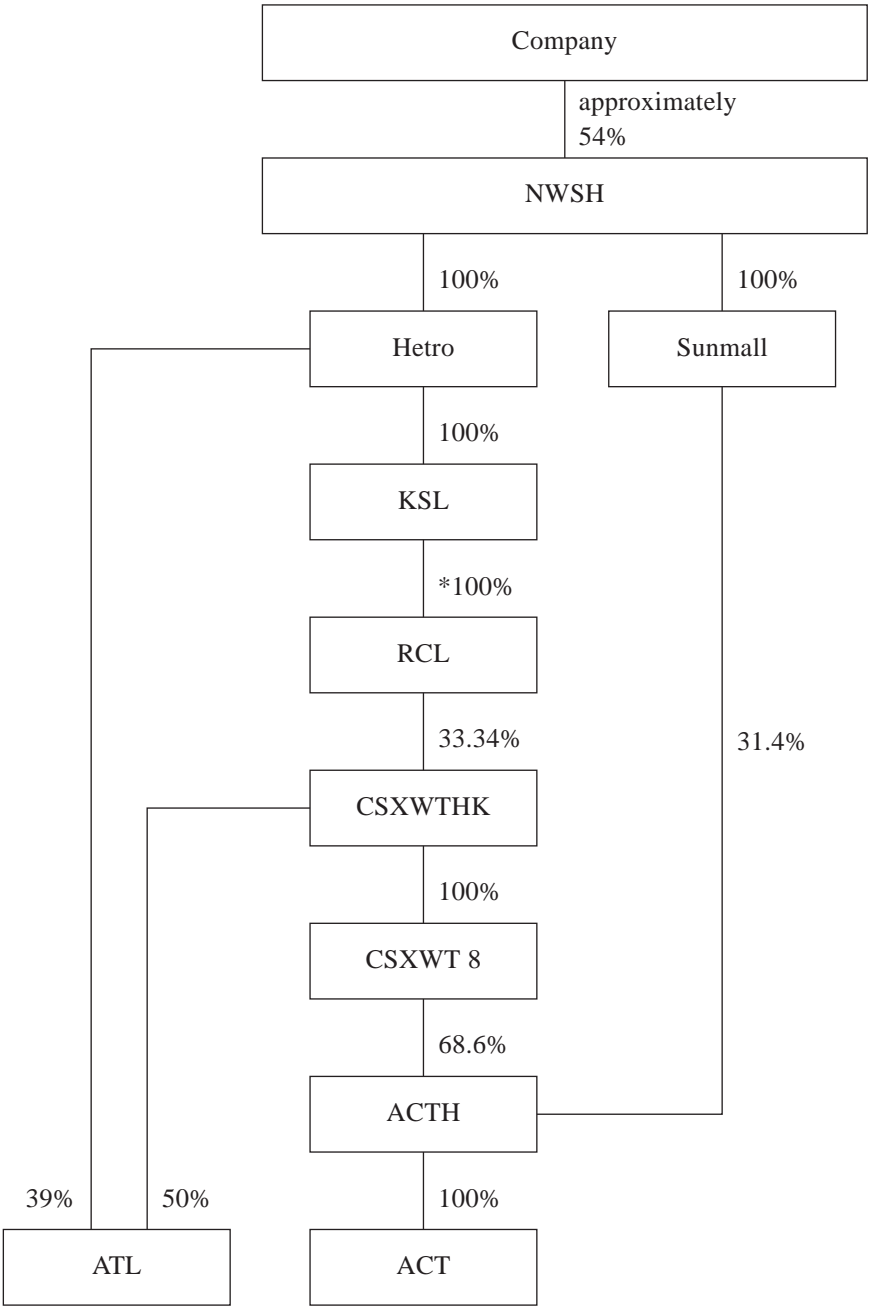 Company
approximately
54%
NWSH
100%
100%
Hetro
Sunmall
100%
KSL
*100%
RCL
33.34%
31.4%
CSXWTHK
100%
CSXWT 8
68.6%
ACTH
39%
50%
100%
ATL
ACT